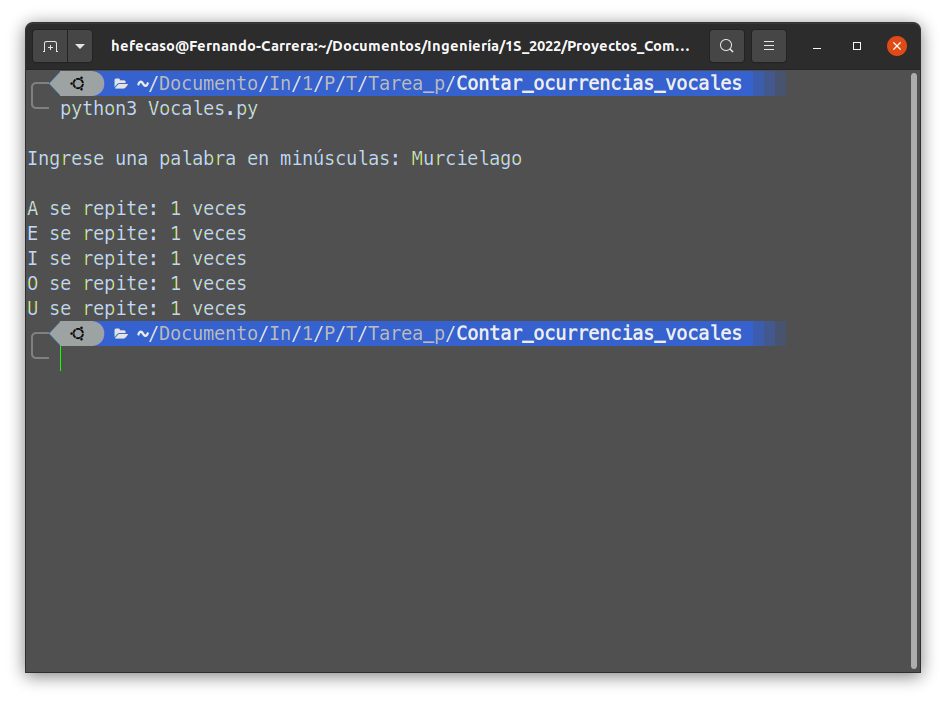 hefecaso@Fernando-Carrera:~/Documentos/Ingeniería/1S_2022/Proyectos_Com...
~/Documento/In/1/P/T/Tarea_p/Contar_ocurrencias_vocales
python3 Vocales.py
Ingrese una palabra en minúsculas: Murcielago
A se repite: 1 veces
E se repite: 1 veces
I se repite: 1 veces
O se repite: 1 veces
U se repite: 1 veces
~/Documento/In/1/P/T/Tarea_p/Contar_ocurrencias_vocales